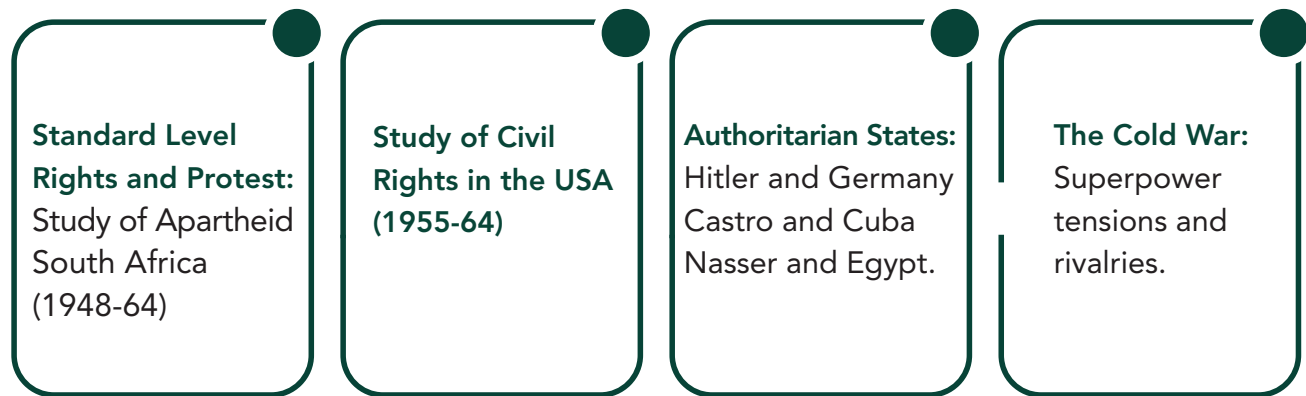 Standard Level
Rights and Protest:
Study of Apartheid
South Africa
(1948-64)
Study of Civil
Rights in the USA
(1955-64)
Authoritarian States:
Hitler and Germany
Castro and Cuba
Nasser and Egypt.
The Cold War:
Superpower
tensions and
rivalries.